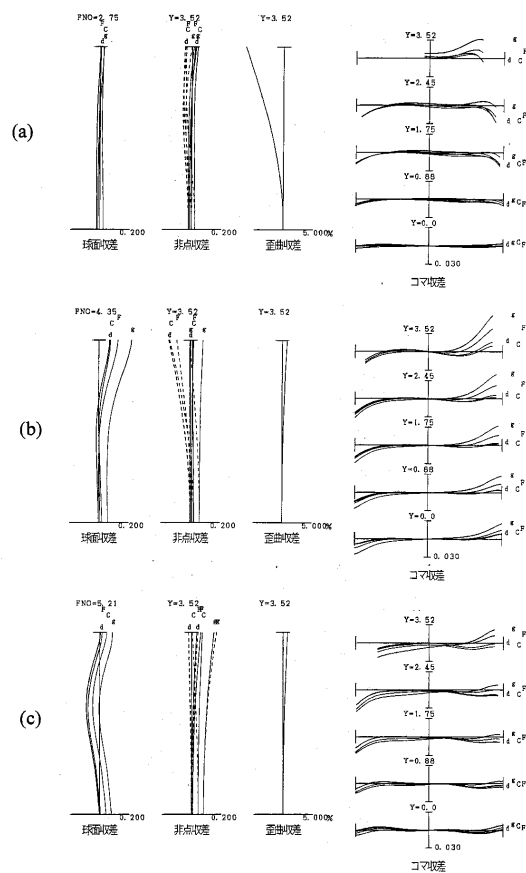 (a)
FNO=2.75
F
C
g
d
0.200
球面収差
Y=3.52
F F
C C
g g
d d
0.200
非点収差
Y=3.52
5.000%
歪曲収差
Y=3.52
g
F
d C
Y=2.45
g
d C F
Y=1.75
g
d C F
Y=0.88
d g C F
Y=0.0
d g C F
0.030
コマ収差
(b)
FNO=4.35
F
C
g
d
0.200
球面収差
Y=3.52
C F C g
d d
0.200
非点収差
Y=3.52
5.000%
歪曲収差
Y=3.52
g
F
d C
Y=2.45
g
F
d C
Y=1.75
g
F
d C
Y=0.88
g
F
d C
Y=0.0
g
F
d C
0.030
コマ収差
(c)
FNO=5.21
F
C
d g
0.200
球面収差
Y=3.52
C C
d d
0.200
非点収差
Y=3.52
5.000%
歪曲収差
Y=3.52
g
F
d C
Y=2.45
g
d C F
Y=1.75
g
d C F
Y=0.88
d g C F
Y=0.0
d g C F
0.030
コマ収差